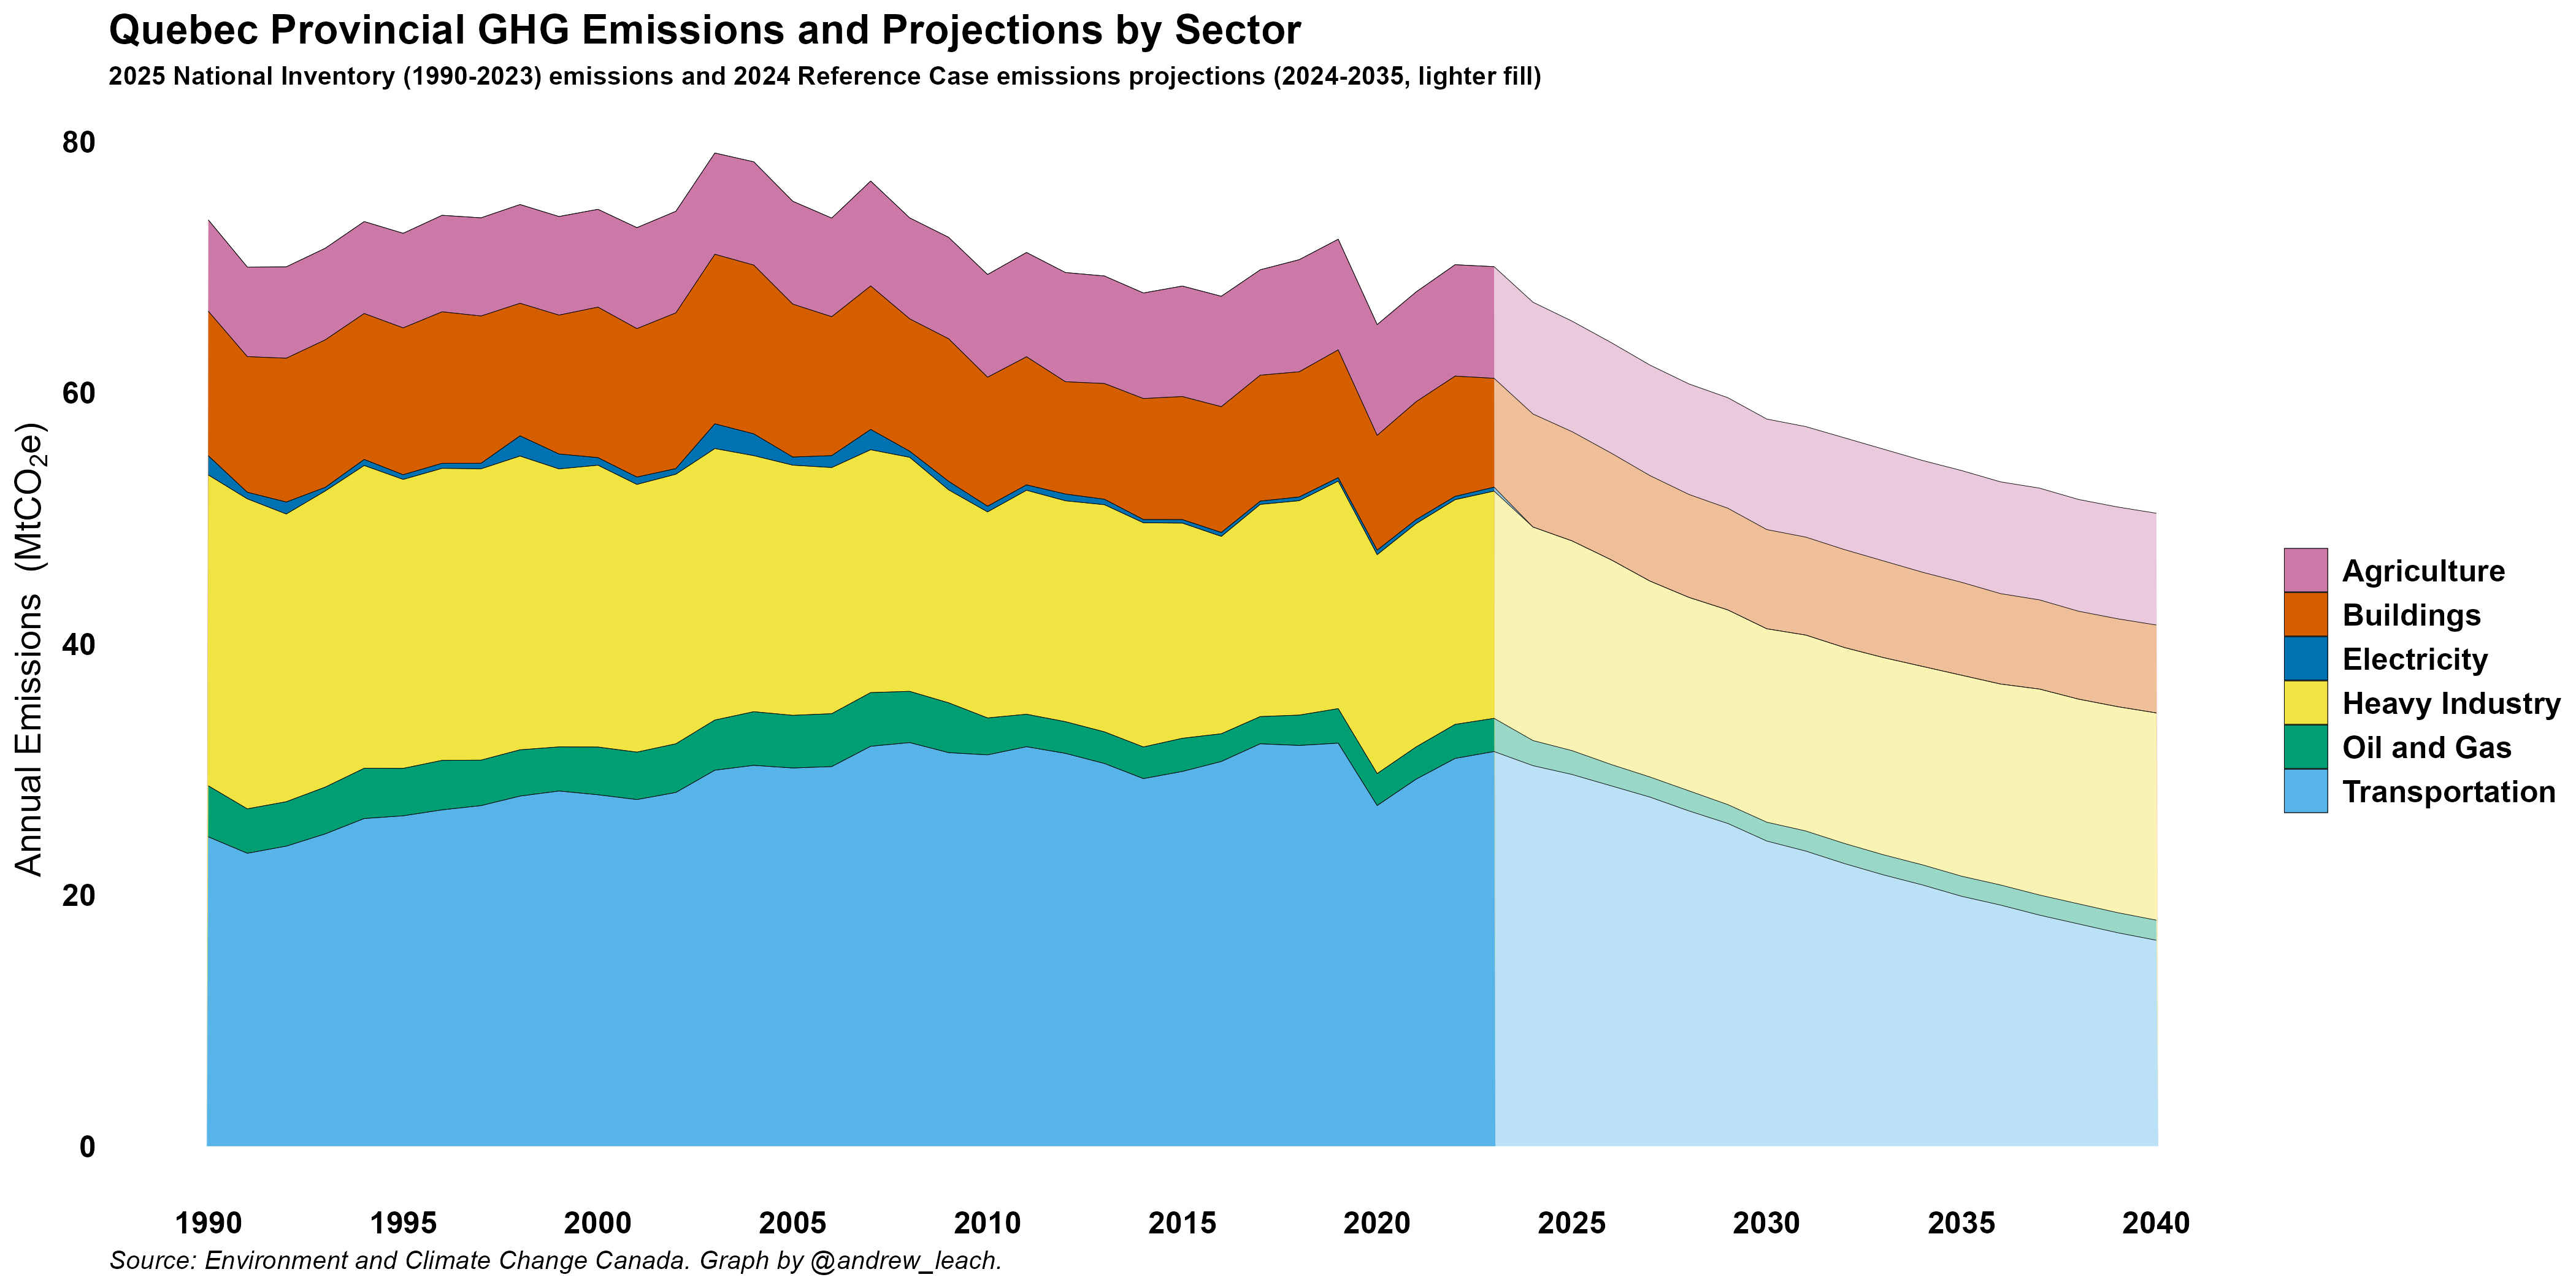 Quebec Provincial GHG Emissions and Projections by Sector
2025 National Inventory (1990-2023) emissions and 2024 Reference Case emissions projections (2024-2035, lighter fill)
Annual Emissions (MtCO₂e)
80
60
40
20
0
1990 1995 2000 2005 2010 2015 2020 2025 2030 2035 2040
Agriculture
Buildings
Electricity
Heavy Industry
Oil and Gas
Transportation
Source: Environment and Climate Change Canada. Graph by @andrew_leach.